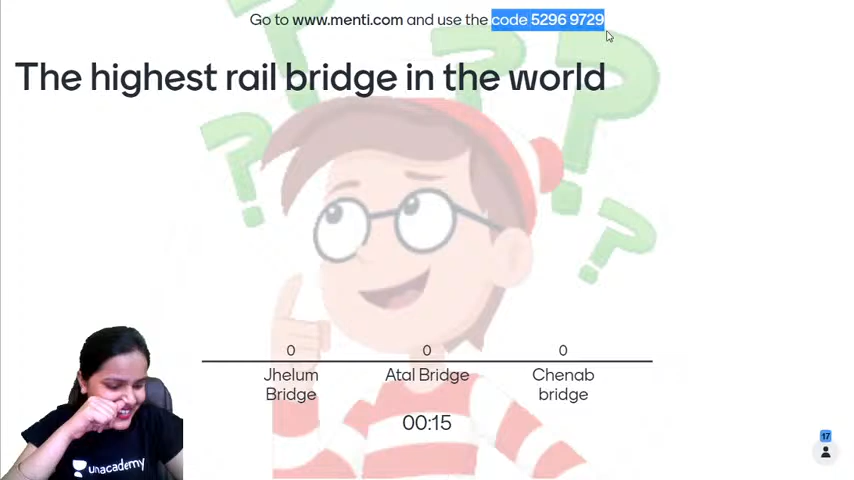 Go to www.menti.com and use the code 5296 9729
The highest rail bridge in the world
0
0
0
Jhelum
Bridge
Atal Bridge
Chenab
bridge
00:15
unacademy
17